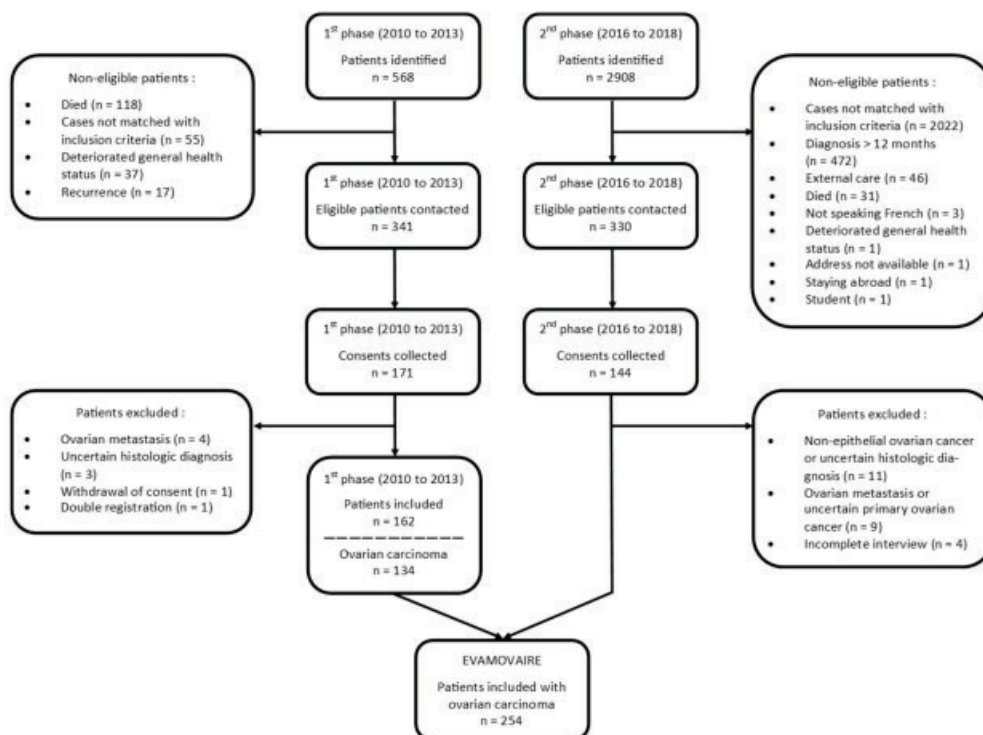 1st phase (2010 to 2013)
Patients identified
n = 568
2nd phase (2016 to 2018)
Patients identified
n = 2908
Non-eligible patients :
• Died (n = 118)
• Cases not matched with
inclusion criteria (n = 55)
• Deteriorated general health
status (n = 37)
• Recurrence (n = 17)
Non-eligible patients :
• Cases not matched with
inclusion criteria (n = 2022)
• Diagnosis > 12 months
(n = 472)
• External care (n = 46)
• Died (n = 31)
• Not speaking French (n = 3)
• Deteriorated general health
status (n = 1)
• Address not available (n = 1)
• Staying abroad (n = 1)
• Student (n = 1)
1st phase (2010 to 2013)
Eligible patients contacted
n = 341
2nd phase (2016 to 2018)
Eligible patients contacted
n = 330
1st phase (2010 to 2013)
Consents collected
n = 171
2nd phase (2016 to 2018)
Consents collected
n = 144
Patients excluded :
• Ovarian metastasis (n = 4)
• Uncertain histologic diagnosis
(n = 3)
• Withdrawal of consent (n = 1)
• Double registration (n = 1)
Patients excluded :
• Non-epithelial ovarian cancer
or uncertain histologic dia-
gnosis (n = 11)
• Ovarian metastasis or
uncertain primary ovarian
cancer (n = 9)
• Incomplete interview (n = 4)
1st phase (2010 to 2013)
Patients included
n = 162
Ovarian carcinoma
n = 134
EVAMOVAIRE
Patients included with
ovarian carcinoma
n = 254